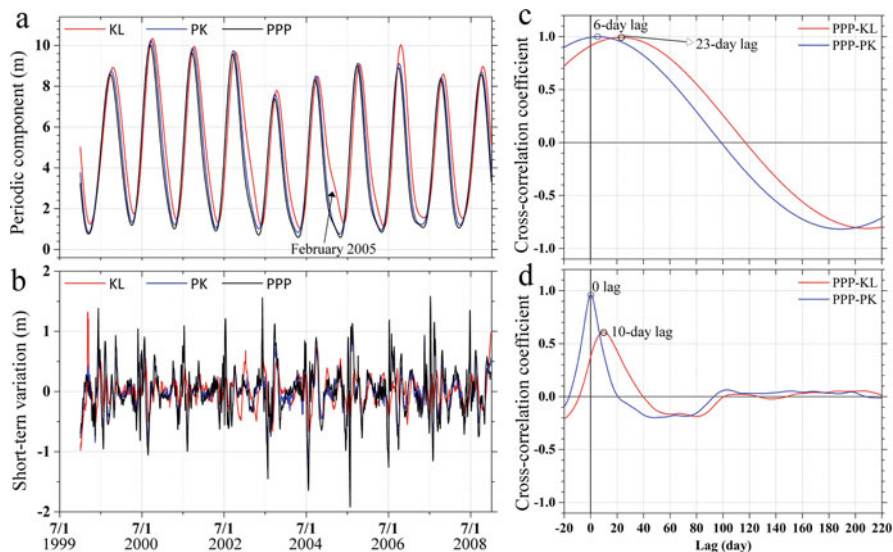 a
KL PK PPP
Periodic component (m)
10
8
6
4
2
0
February 2005
b
KL PK PPP
Short-tern variation (m)
2
1
0
-1
-2
7/1 7/1 7/1 7/1 7/1 7/1
1999 2000 2002 2004 2006 2008
c
6-day lag
23-day lag
PPP-KL
PPP-PK
Cross-correlation coefficient
1.0
0.5
0.0
-0.5
-1.0
d
0 lag
10-day lag
PPP-KL
PPP-PK
Cross-correlation coefficient
1.0
0.5
0.0
-0.5
-1.0
-20 0 20 40 60 80 100 120 140 160 180 200 220
Lag (day)